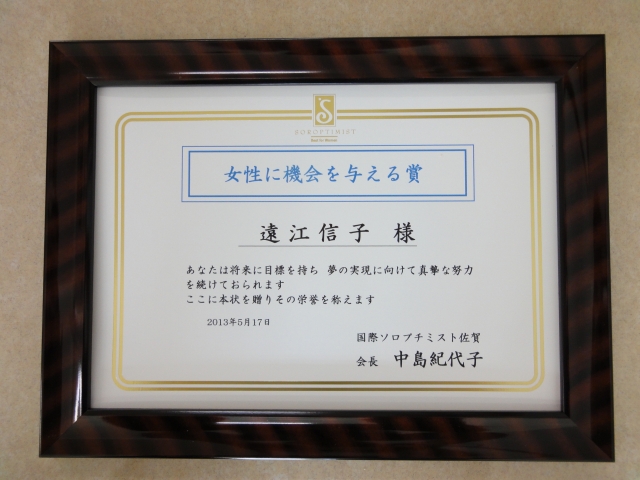 SOROPTIMIST
女性に機会を与える賞
遠江信子 様
あなたは将来に目標を持ち 夢の実現に向けて真摯な努力
を続けておられます
ここに本状を贈りその栄誉を称えます
2013年5月17日
国際ソロプチミスト佐賀
会長 中島紀代子